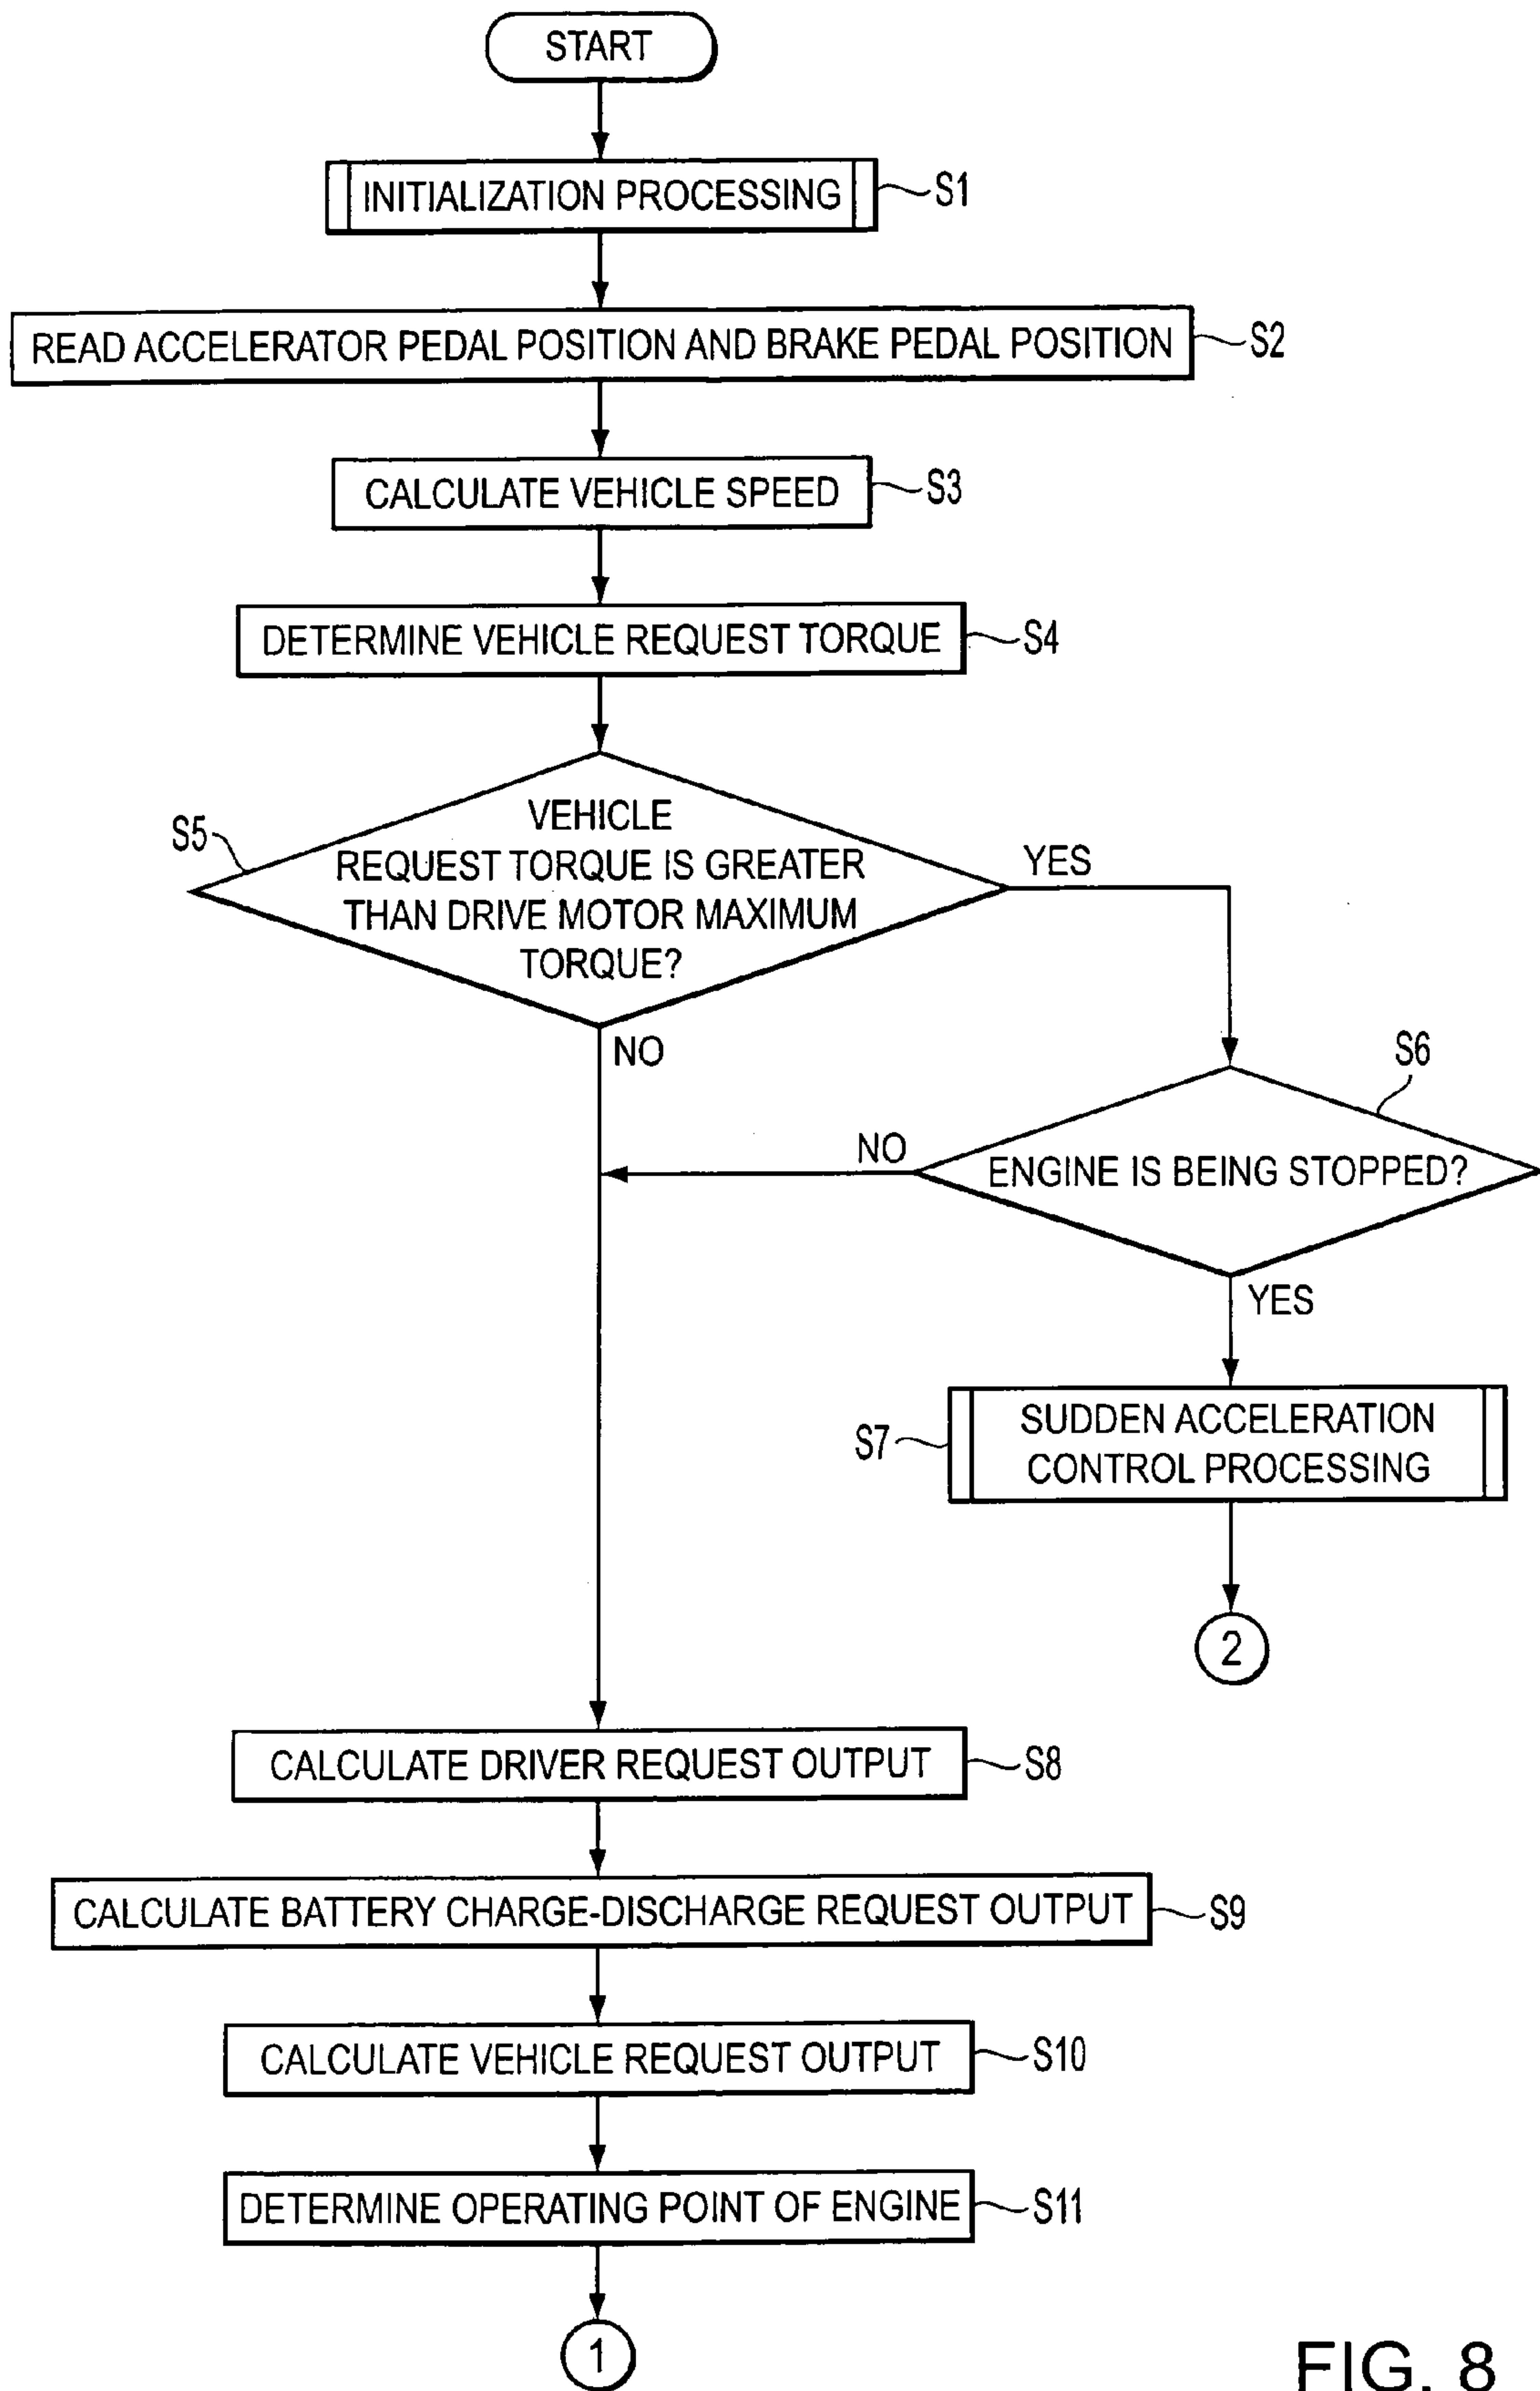 START
INITIALIZATION PROCESSING
S1
READ ACCELERATOR PEDAL POSITION AND BRAKE PEDAL POSITION
S2
CALCULATE VEHICLE SPEED
S3
DETERMINE VEHICLE REQUEST TORQUE
S4
S5
VEHICLE
REQUEST TORQUE IS GREATER
THAN DRIVE MOTOR MAXIMUM
TORQUE?
YES
NO
S6
NO
ENGINE IS BEING STOPPED?
YES
S7
SUDDEN ACCELERATION
CONTROL PROCESSING
2
CALCULATE DRIVER REQUEST OUTPUT
S8
CALCULATE BATTERY CHARGE-DISCHARGE REQUEST OUTPUT
S9
CALCULATE VEHICLE REQUEST OUTPUT
S10
DETERMINE OPERATING POINT OF ENGINE
S11
1
FIG. 8